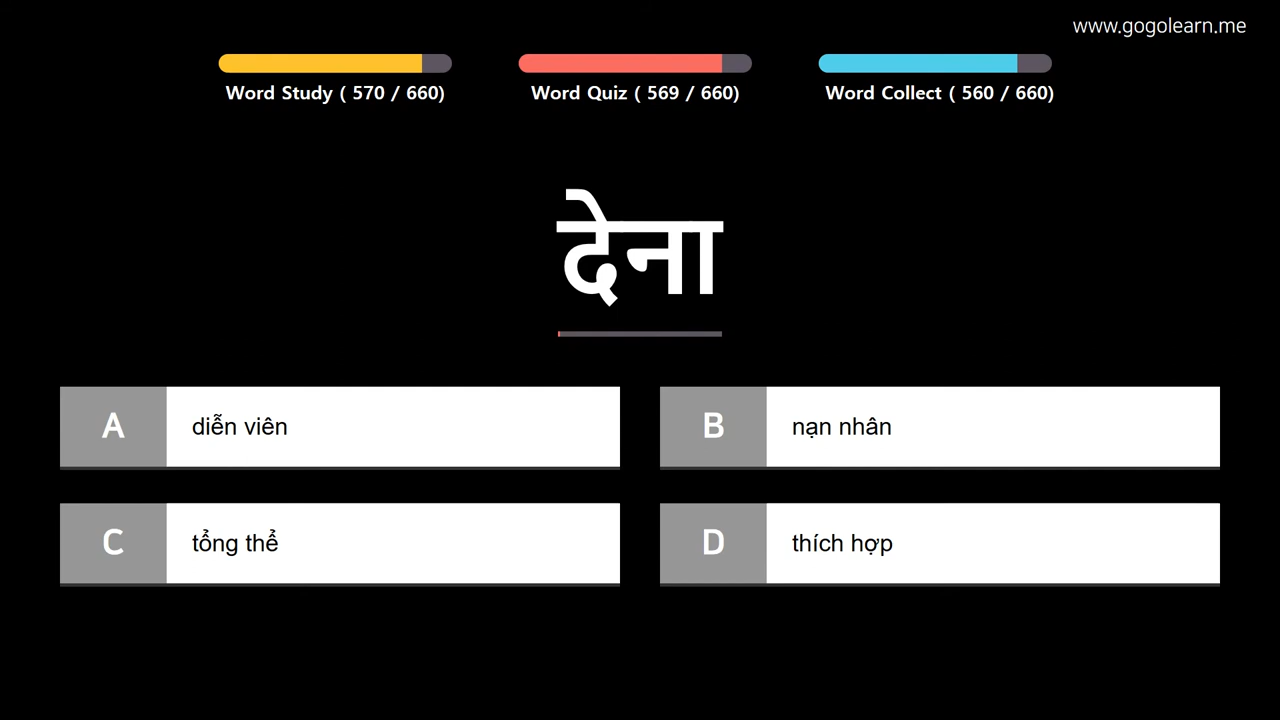 www.gogolearn.me
Word Study ( 570 / 660)
Word Quiz ( 569 / 660)
Word Collect ( 560 / 660)
देना
A diễn viên
B nạn nhân
C tổng thể
D thích hợp